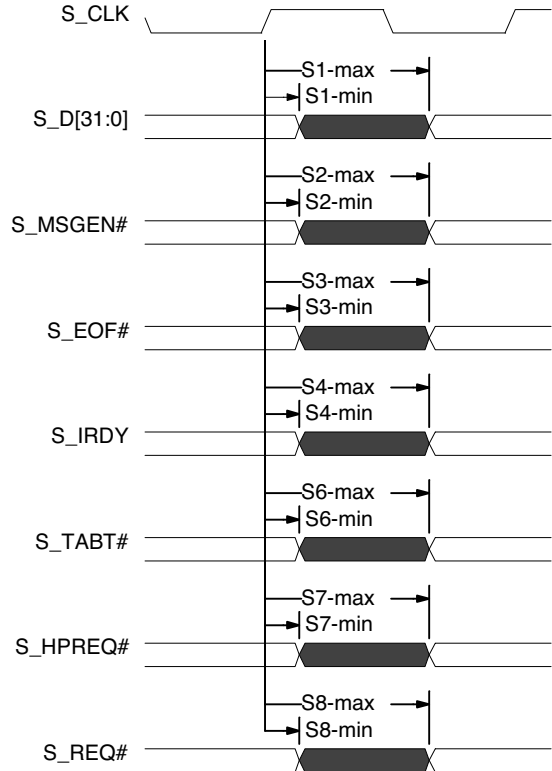 S_CLK
S1-max
S1-min
S_D[31:0]
S2-max
S2-min
S_MSGEN#
S3-max
S3-min
S_EOF#
S4-max
S4-min
S_IRDY
S6-max
S6-min
S_TABT#
S7-max
S7-min
S_HPREQ#
S8-max
S8-min
S_REQ#